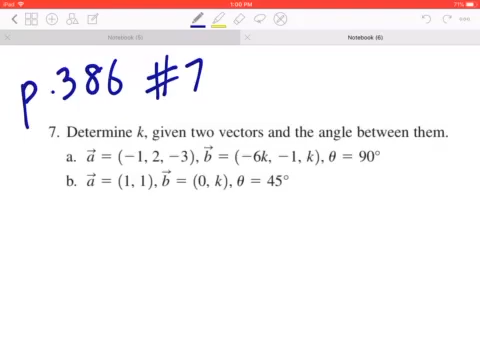 iPad
1:00 PM
71%
Notebook (5)
Notebook (6)
p.386 #7
7. Determine k, given two vectors and the angle between them.
a. a⃗ = (−1, 2, −3), b⃗ = (−6k, −1, k), θ = 90°
b. a⃗ = (1, 1), b⃗ = (0, k), θ = 45°